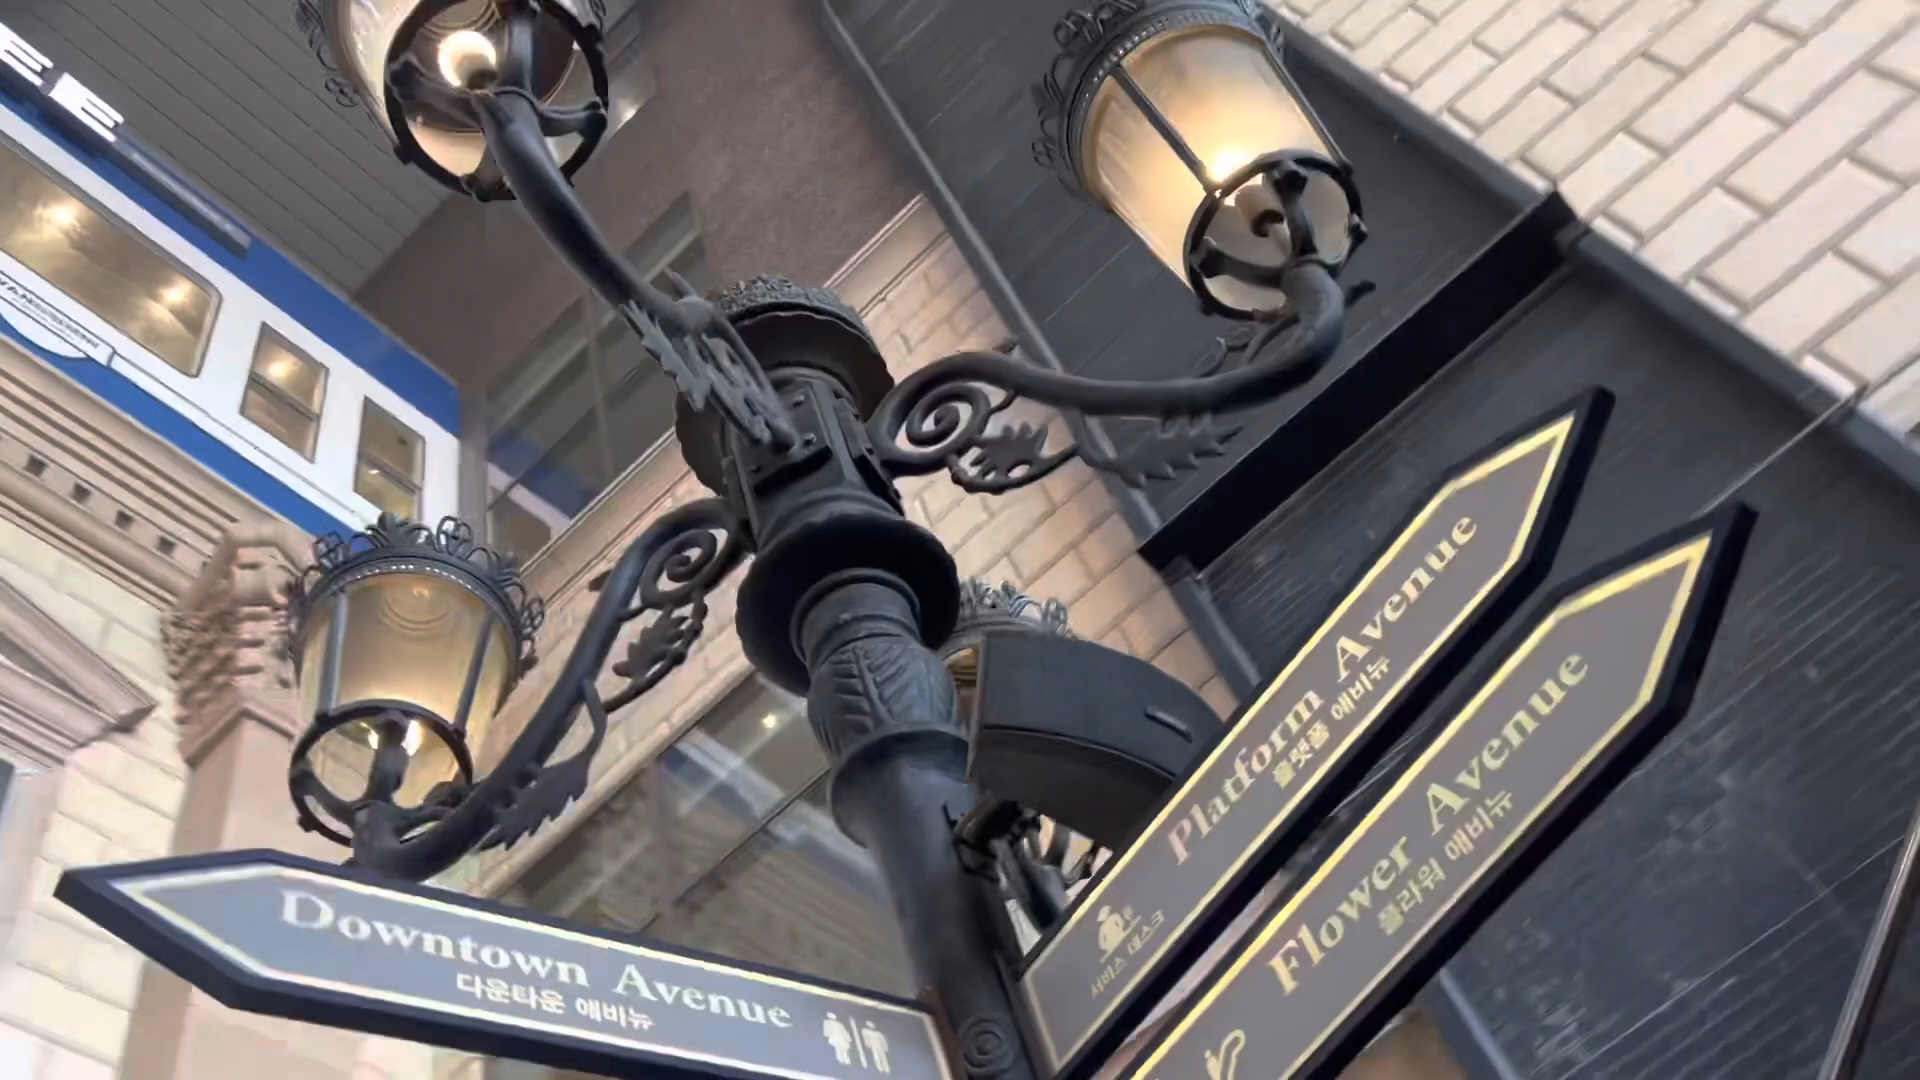 EE
Platform Avenue
플랫폼 애비뉴
서비스 데스크
Flower Avenue
플라워 애비뉴
Downtown Avenue
다운타운 애비뉴